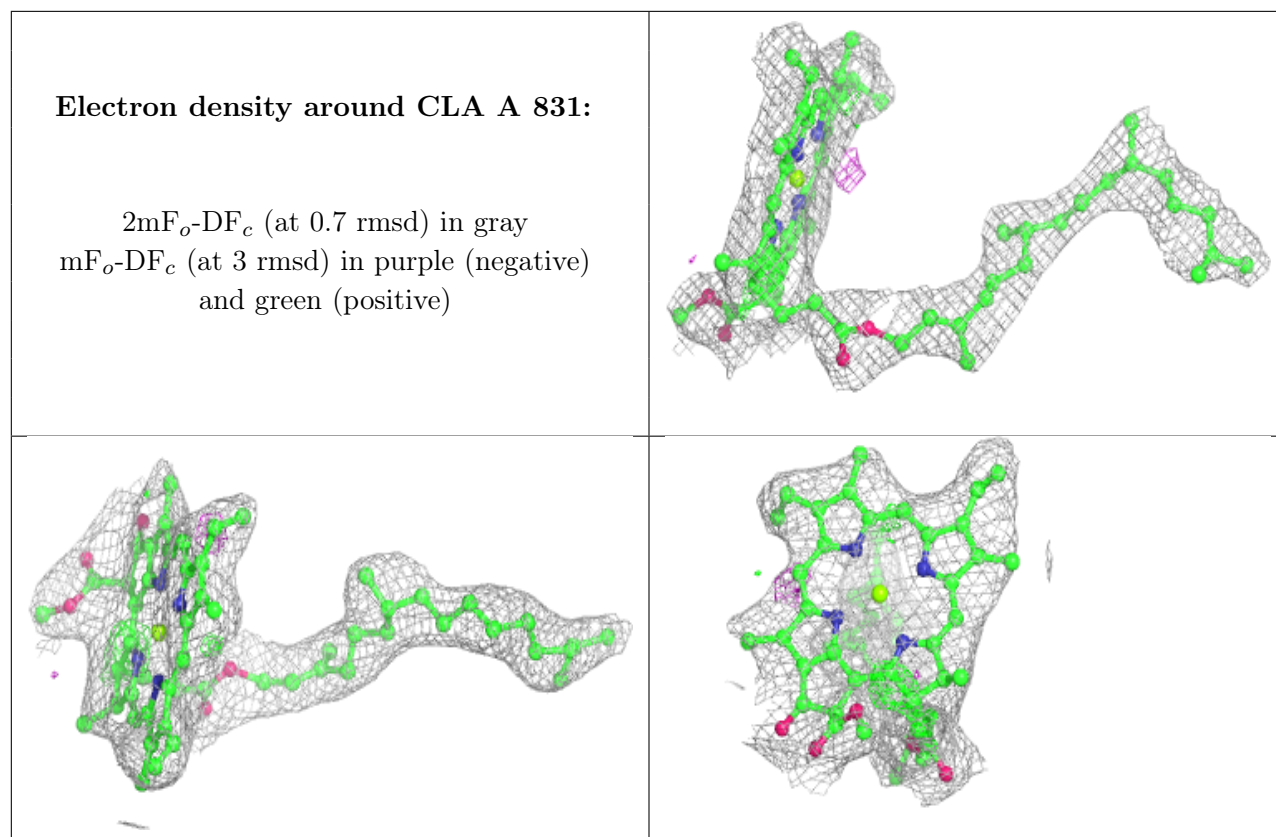 Electron density around CLA A 831:
2mFo-DFc (at 0.7 rmsd) in gray
mFo-DFc (at 3 rmsd) in purple (negative)
and green (positive)